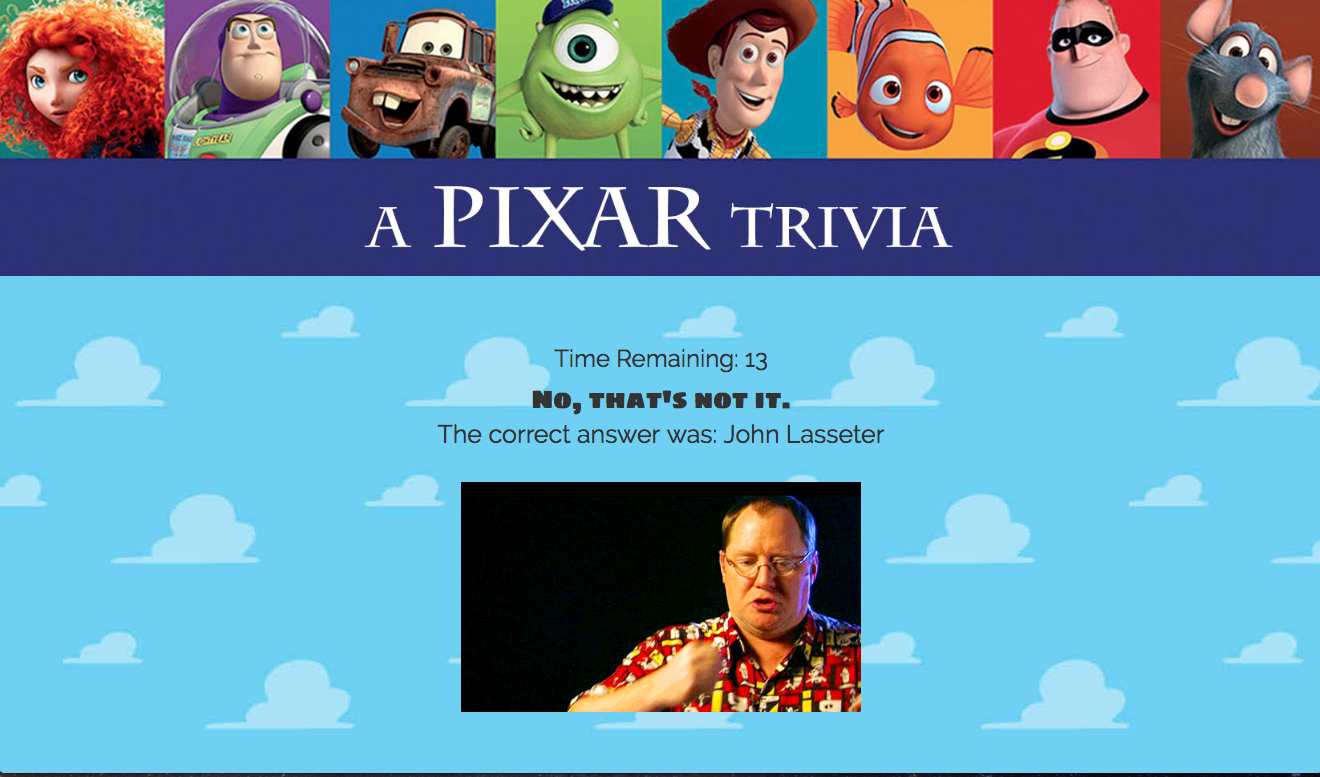 A PIXAR TRIVIA
Time Remaining: 13
No, that's not it.
The correct answer was: John Lasseter